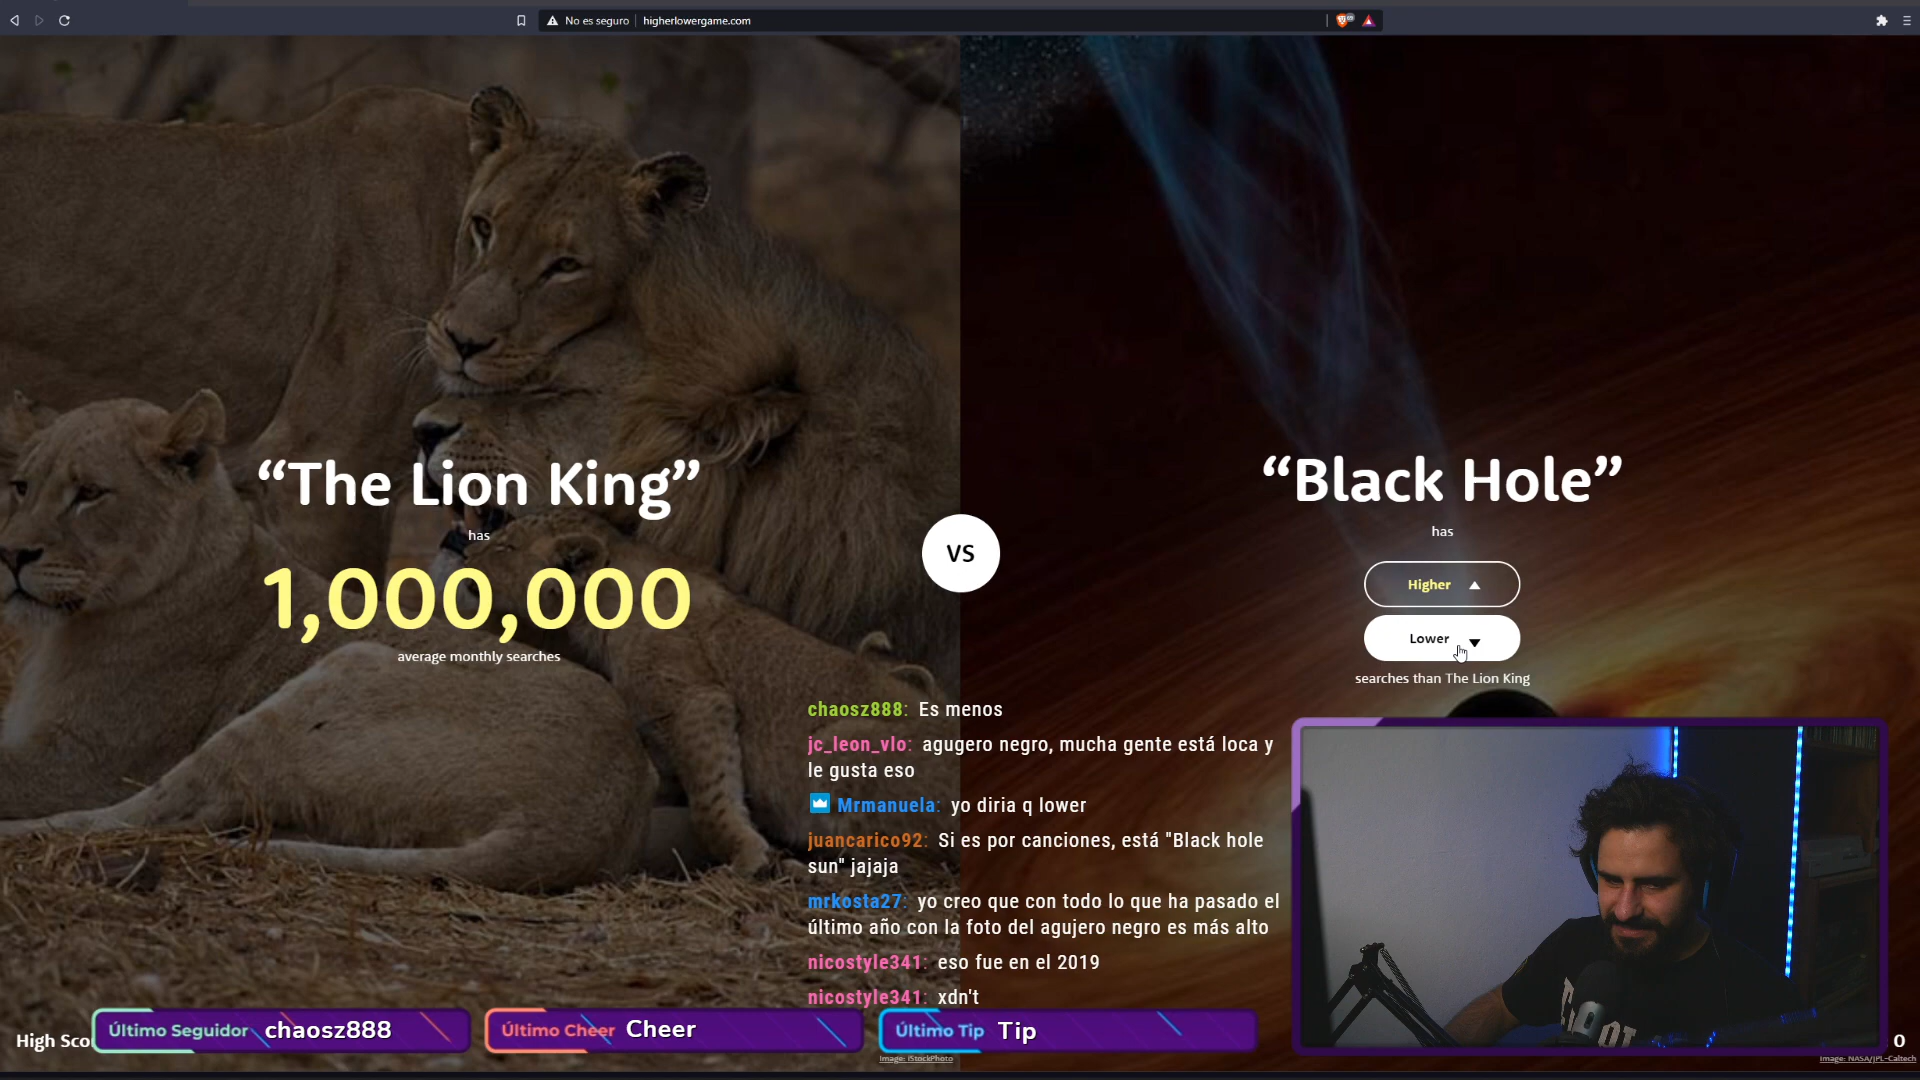 No es seguro
higherlowergame.com
“The Lion King”
has
1,000,000
average monthly searches
VS
“Black Hole”
has
Higher
Lower
searches than The Lion King
chaosz888: Es menos
jc_leon_vlo: agugero negro, mucha gente está loca y
le gusta eso
Mrmanuela: yo diria q lower
juancarico92: Si es por canciones, está "Black hole
sun" jajaja
mrkosta27: yo creo que con todo lo que ha pasado el
último año con la foto del agujero negro es más alto
nicostyle341: eso fue en el 2019
nicostyle341: xdn't
High Sco
Último Seguidor chaosz888
Último Cheer Cheer
Último Tip Tip
: 0
Image: iStockPhoto
Image: NASA/JPL-Caltech